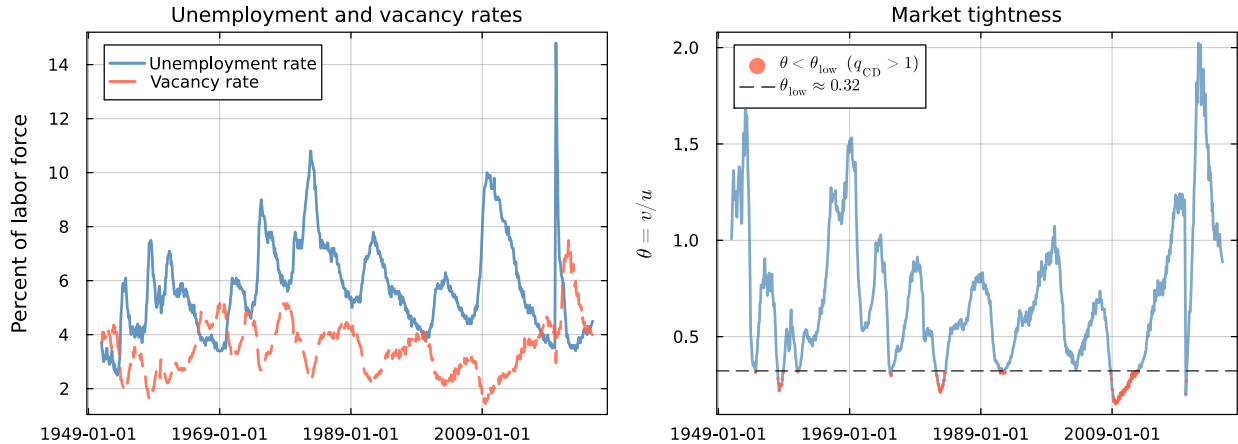 Unemployment and vacancy rates
Percent of labor force
14
12
10
8
6
4
2
Unemployment rate
Vacancy rate
1949-01-01
1969-01-01
1989-01-01
2009-01-01
Market tightness
θ = v/u
2.0
1.5
1.0
0.5
θ < θ_low (q_CD > 1)
θ_low ≈ 0.32
1949-01-01
1969-01-01
1989-01-01
2009-01-01